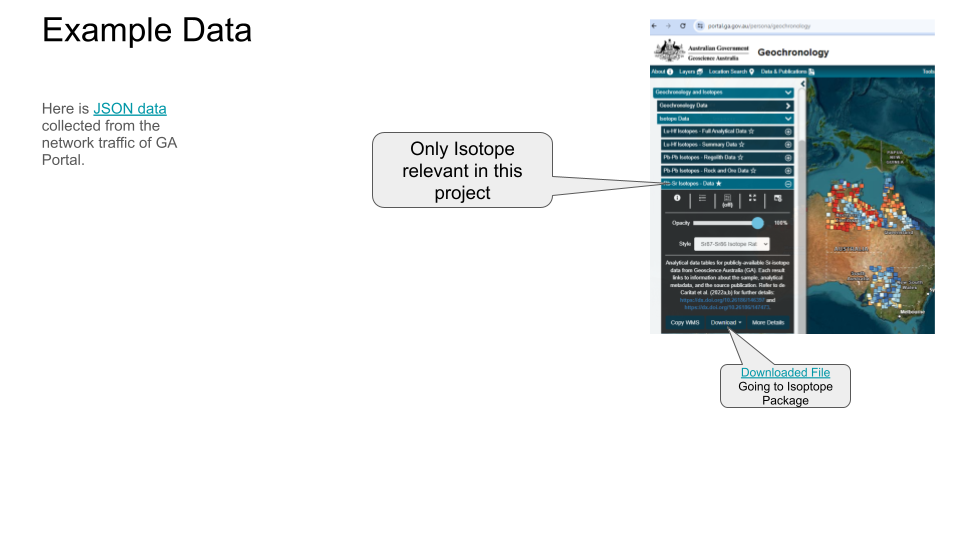 Example Data
Here is JSON data
collected from the
network traffic of GA
Portal.
Only Isotope
relevant in this
project
portal.ga.gov.au/persona/geochronology
Australian Government
Geoscience Australia
Geochronology
About
Layers
Location Search
Data & Publications
Tools
Geochronology and Isotopes
Geochronology Data
Isotope Data
Lu-Hf Isotopes - Full Analytical Data
Lu-Hf Isotopes - Summary Data
Pb-Pb Isotopes - Regolith Data
Pb-Pb Isotopes - Rock and Ore Data
Sr Isotopes - Data
(off)
Opacity
100%
Style
Sr87-Sr86 Isotope Rat
Analytical data tables for publicly-available Sr-isotope
data from Geoscience Australia (GA). Each result
links to information about the sample, analytical
metadata, and the source publication. Refer to de
Caritat et al. (2022a,b) for further details:
and
Copy WMS
Download
More Details
Melbourne
Downloaded File
Going to Isoptope
Package